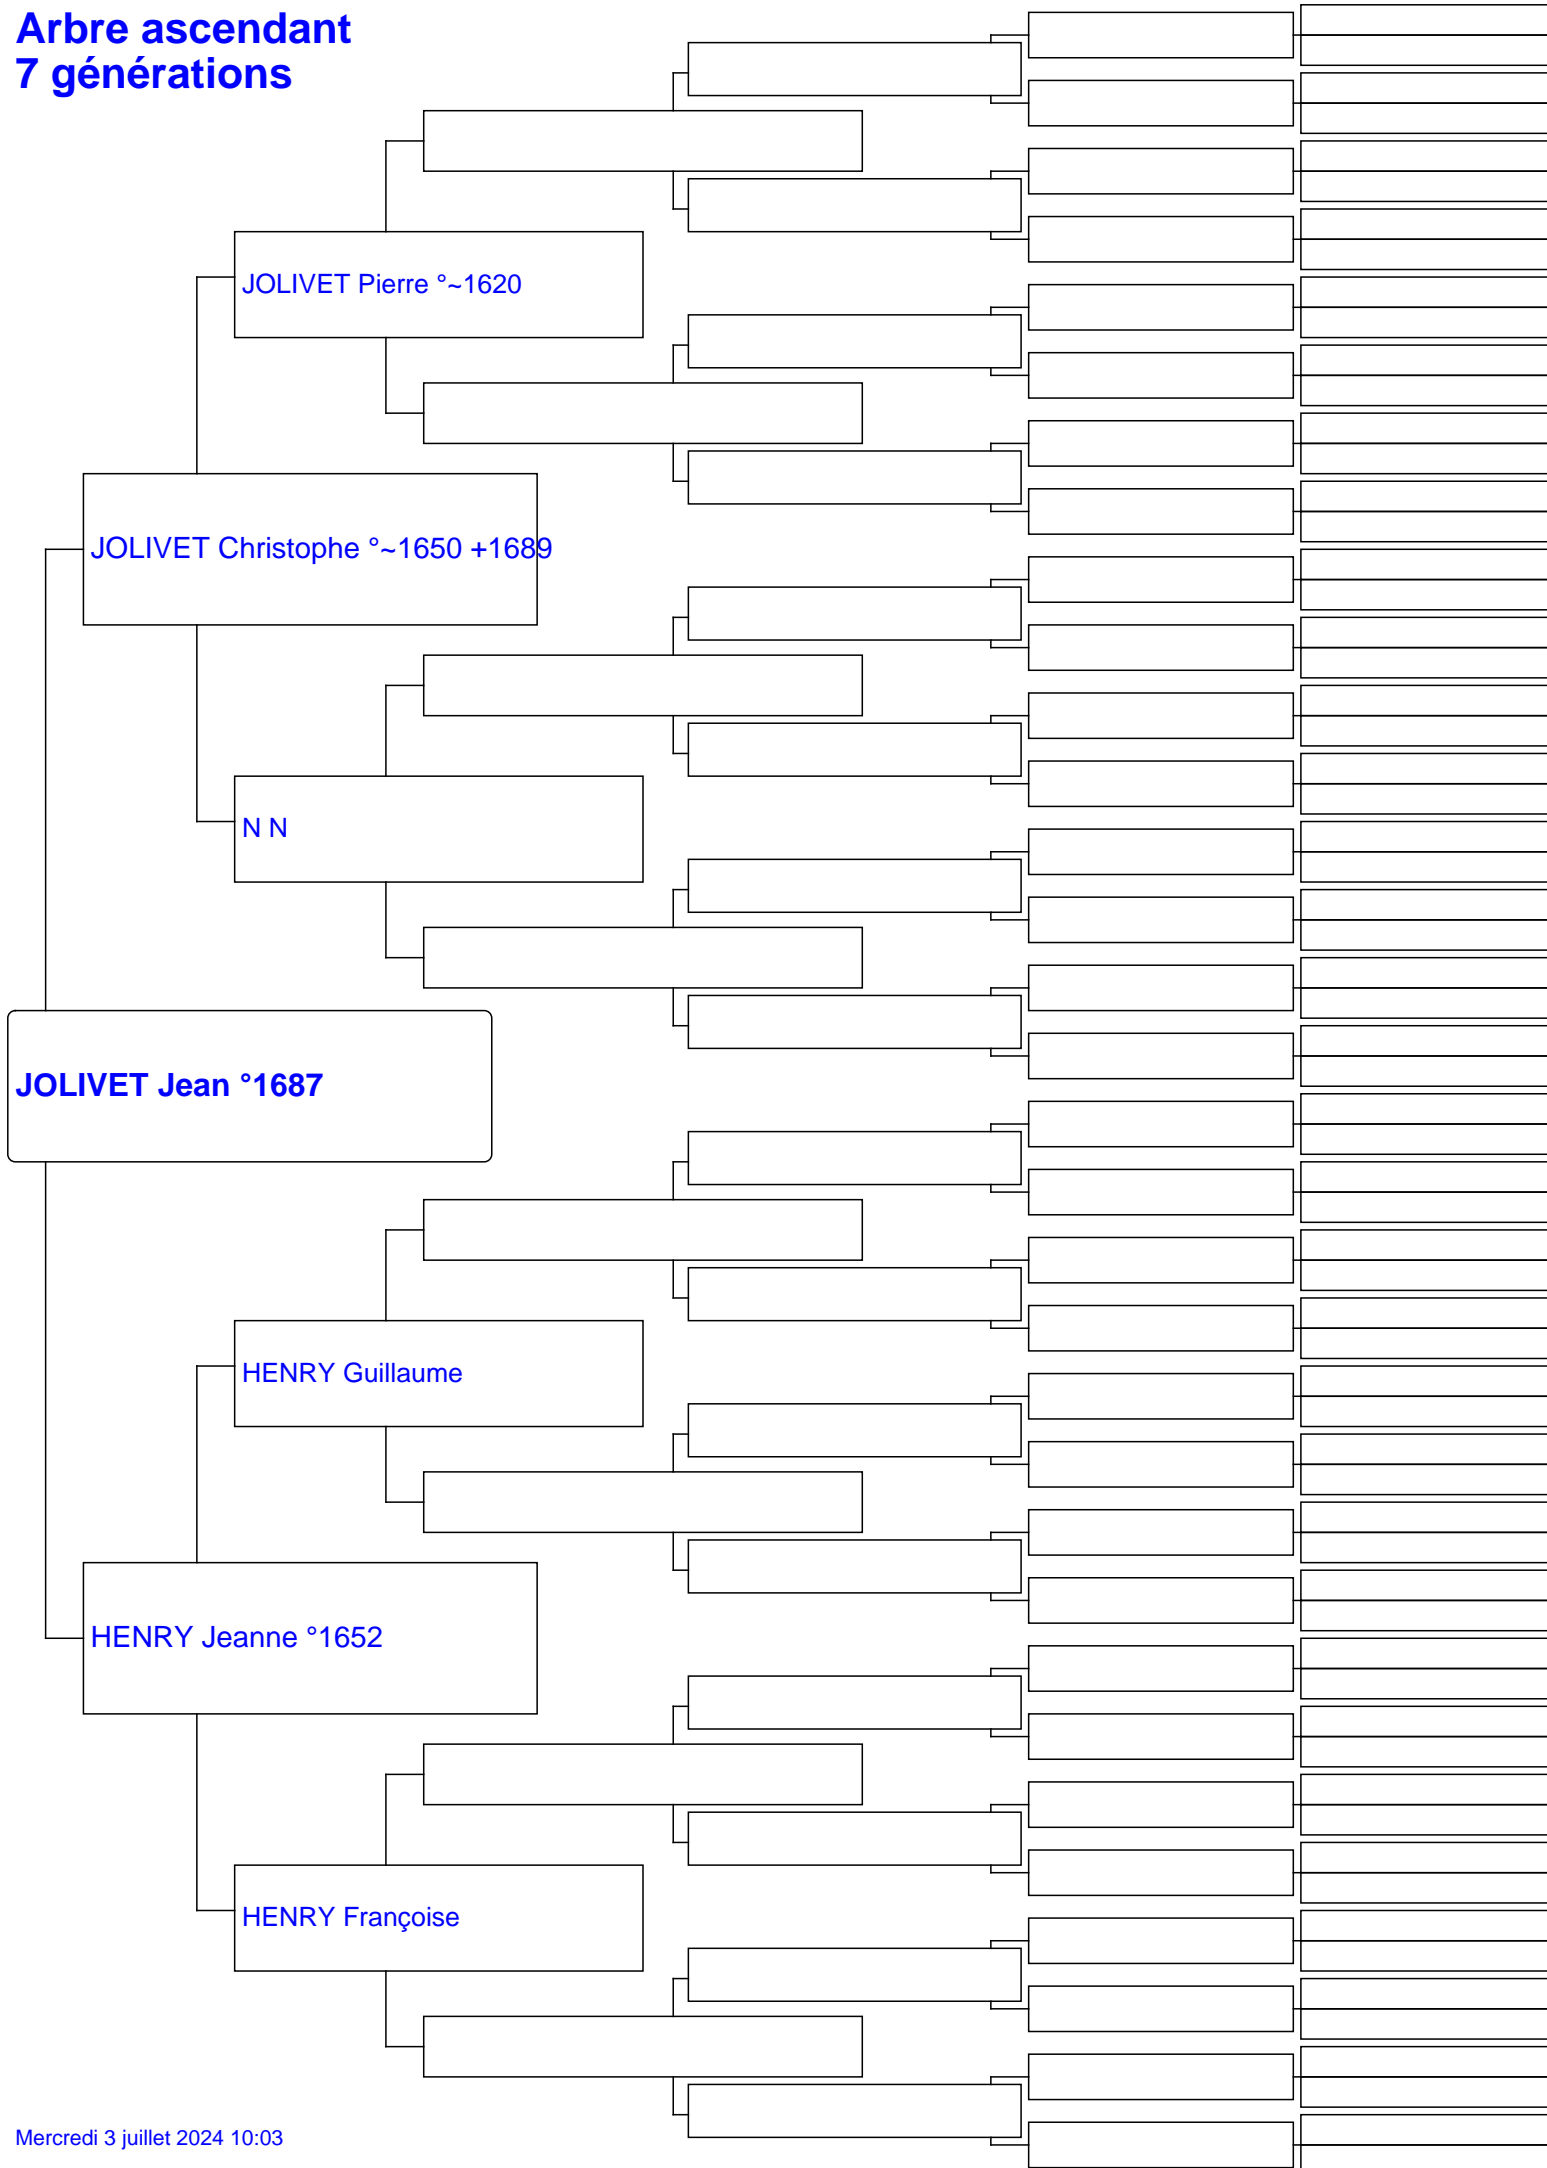 Arbre ascendant
7 générations
JOLIVET Pierre °~1620
JOLIVET Christophe °~1650 +1689
N N
JOLIVET Jean °1687
HENRY Guillaume
HENRY Jeanne °1652
HENRY Françoise
Mercredi 3 juillet 2024 10:03